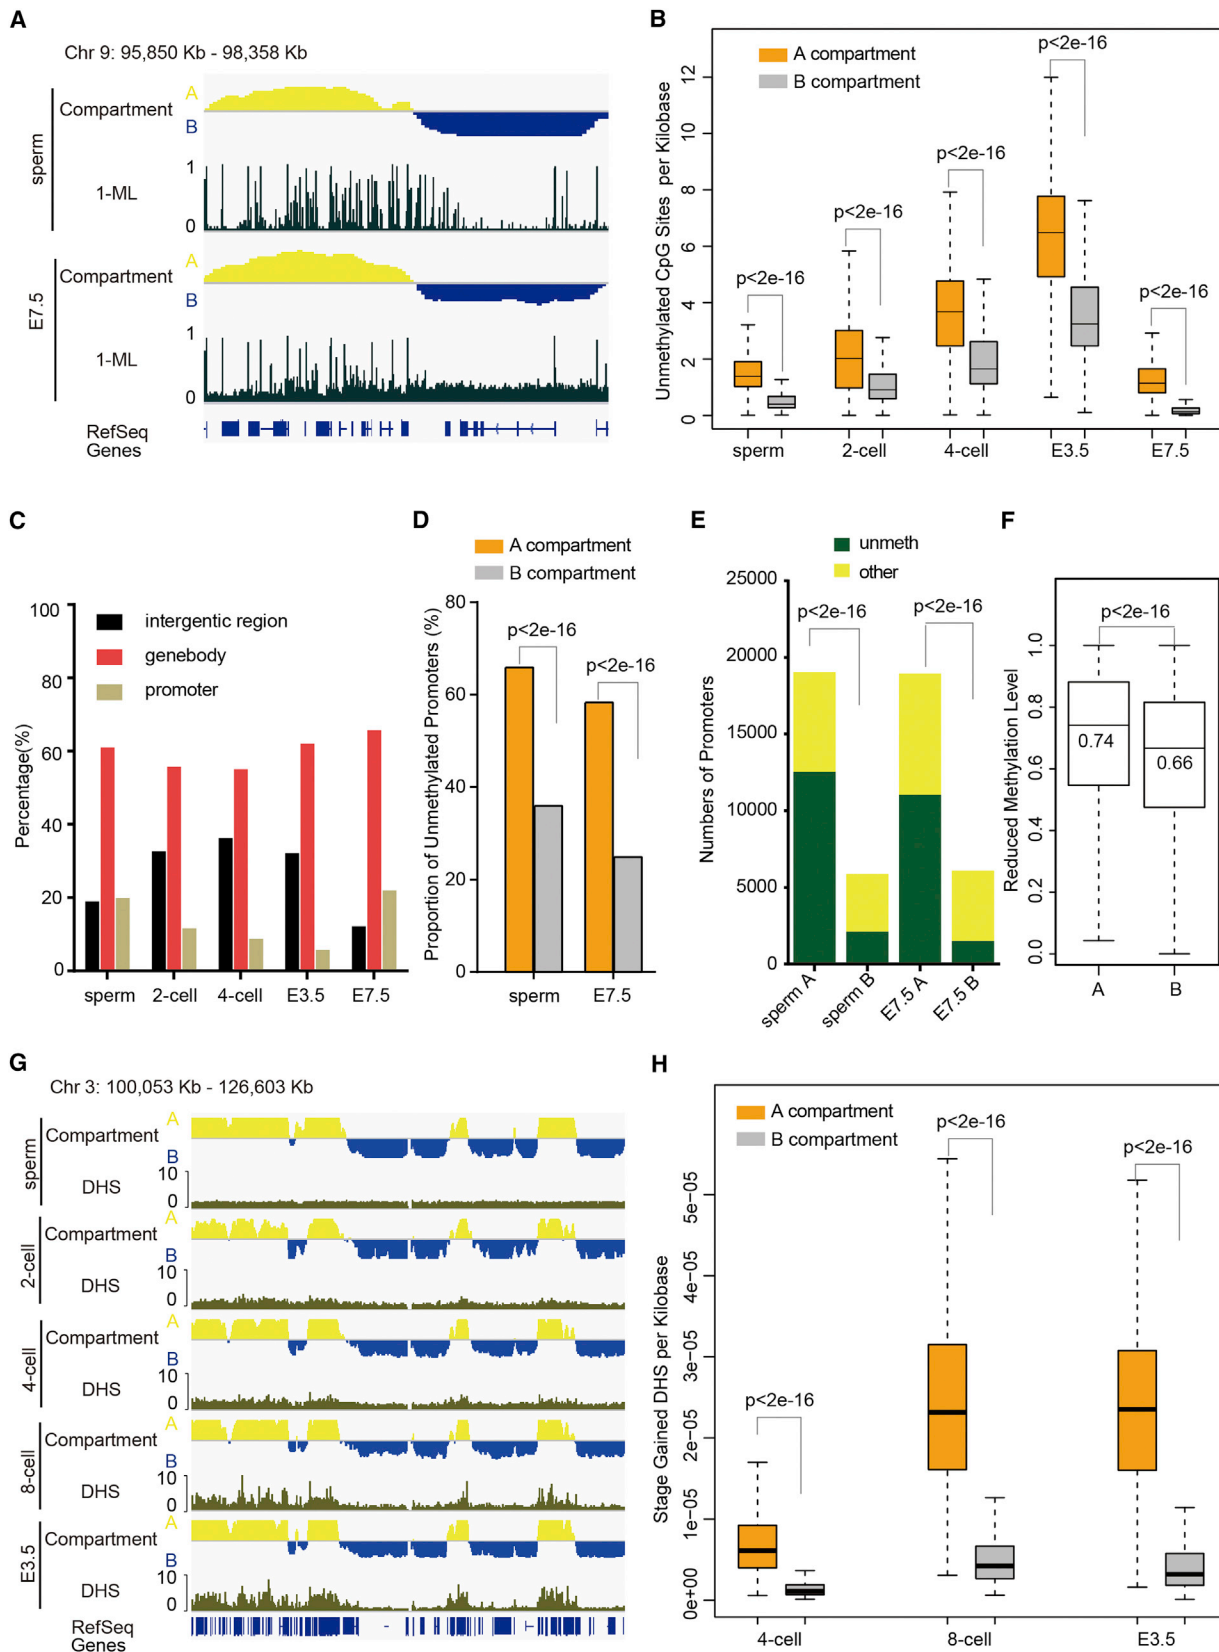 A
Chr 9: 95,850 Kb - 98,358 Kb
sperm
Compartment
A
B
1-ML
1
0
E7.5
Compartment
A
B
1-ML
1
0
RefSeq
Genes
B
A compartment
B compartment
Unmethylated CpG Sites per Kilobase
12
10
8
6
4
2
0
p<2e-16
p<2e-16
p<2e-16
p<2e-16
p<2e-16
sperm
2-cell
4-cell
E3.5
E7.5
C
intergentic region
genebody
promoter
Percentage(%)
100
80
60
40
20
0
sperm
2-cell
4-cell
E3.5
E7.5
D
A compartment
B compartment
Proportion of Unmethylated Promoters (%)
80
60
40
20
0
p<2e-16
p<2e-16
sperm
E7.5
E
unmeth
other
Numbers of Promoters
25000
20000
15000
10000
5000
0
p<2e-16
p<2e-16
sperm A
sperm B
E7.5 A
E7.5 B
F
Reduced Methylation Level
1.0
0.8
0.6
0.4
0.2
0.0
p<2e-16
0.74
0.66
A
B
G
Chr 3: 100,053 Kb - 126,603 Kb
sperm
Compartment
A
B
DHS
10
0
2-cell
Compartment
A
B
DHS
10
0
4-cell
Compartment
A
B
DHS
10
0
8-cell
Compartment
A
B
DHS
10
0
E3.5
Compartment
A
B
DHS
10
0
RefSeq
Genes
H
A compartment
B compartment
Stage Gained DHS per Kilobase
5e−05
4e−05
3e−05
2e−05
1e−05
0e+00
p<2e-16
p<2e-16
p<2e-16
4-cell
8-cell
E3.5